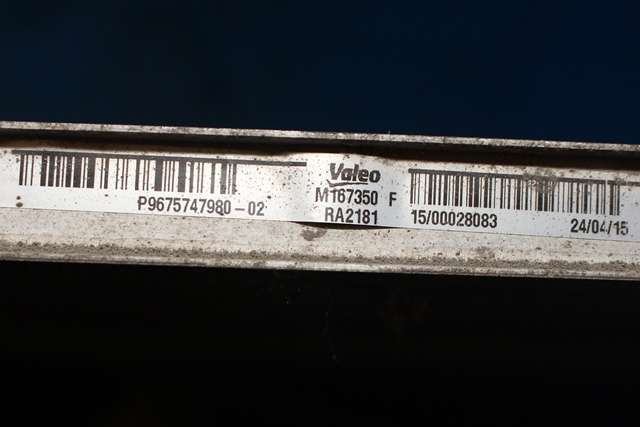 Valeo
P9675747980-02
M167350 F
RA2181
15/00028083
24/04/15